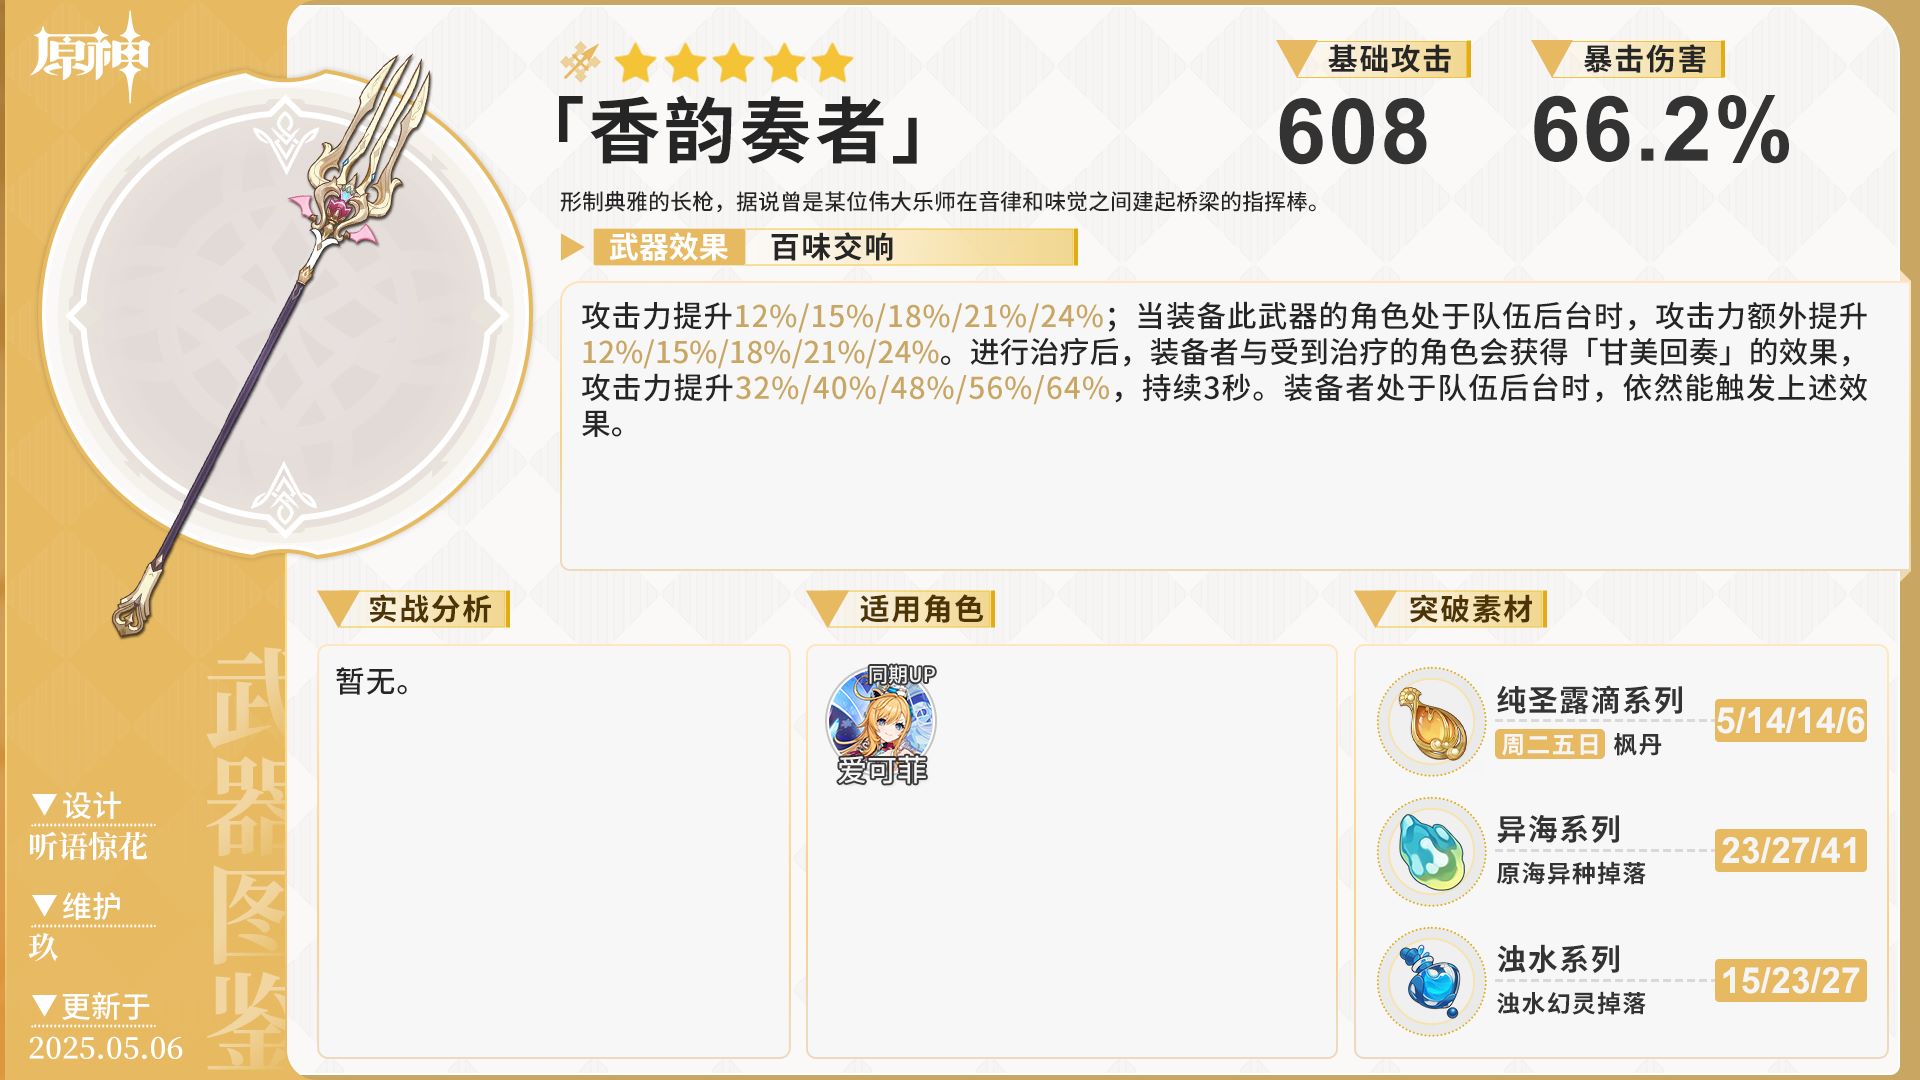 原神
「香韵奏者」
基础攻击
608
暴击伤害
66.2%
形制典雅的长枪，据说曾是某位伟大乐师在音律和味觉之间建起桥梁的指挥棒。
武器效果 百味交响
攻击力提升12%/15%/18%/21%/24%；当装备此武器的角色处于队伍后台时，攻击力额外提升
12%/15%/18%/21%/24%。进行治疗后，装备者与受到治疗的角色会获得「甘美回奏」的效果，
攻击力提升32%/40%/48%/56%/64%，持续3秒。装备者处于队伍后台时，依然能触发上述效
果。
实战分析
暂无。
适用角色
同期UP
爱可菲
突破素材
纯圣露滴系列
周二五日 枫丹
5/14/14/6
异海系列
原海异种掉落
23/27/41
浊水系列
浊水幻灵掉落
15/23/27
武器图鉴
▼设计
听语惊花
▼维护
玖
▼更新于
2025.05.06